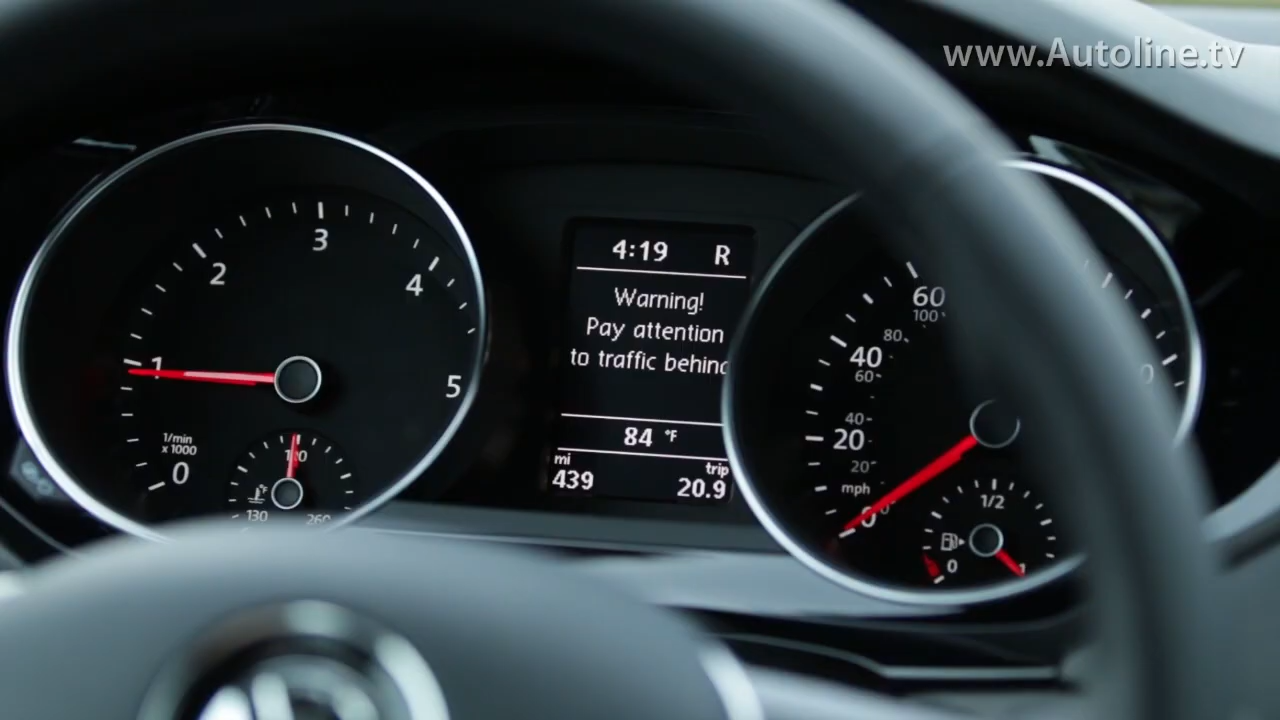 www.Autoline.tv
3
2
4
1
5
1/min
x 1000
0
130
260
4:19 R
Warning!
Pay attention
to traffic behind
84 °F
mi
439
trip
20.9
60
100
80
40
60
40
20
20
mph
0
1/2
0
1